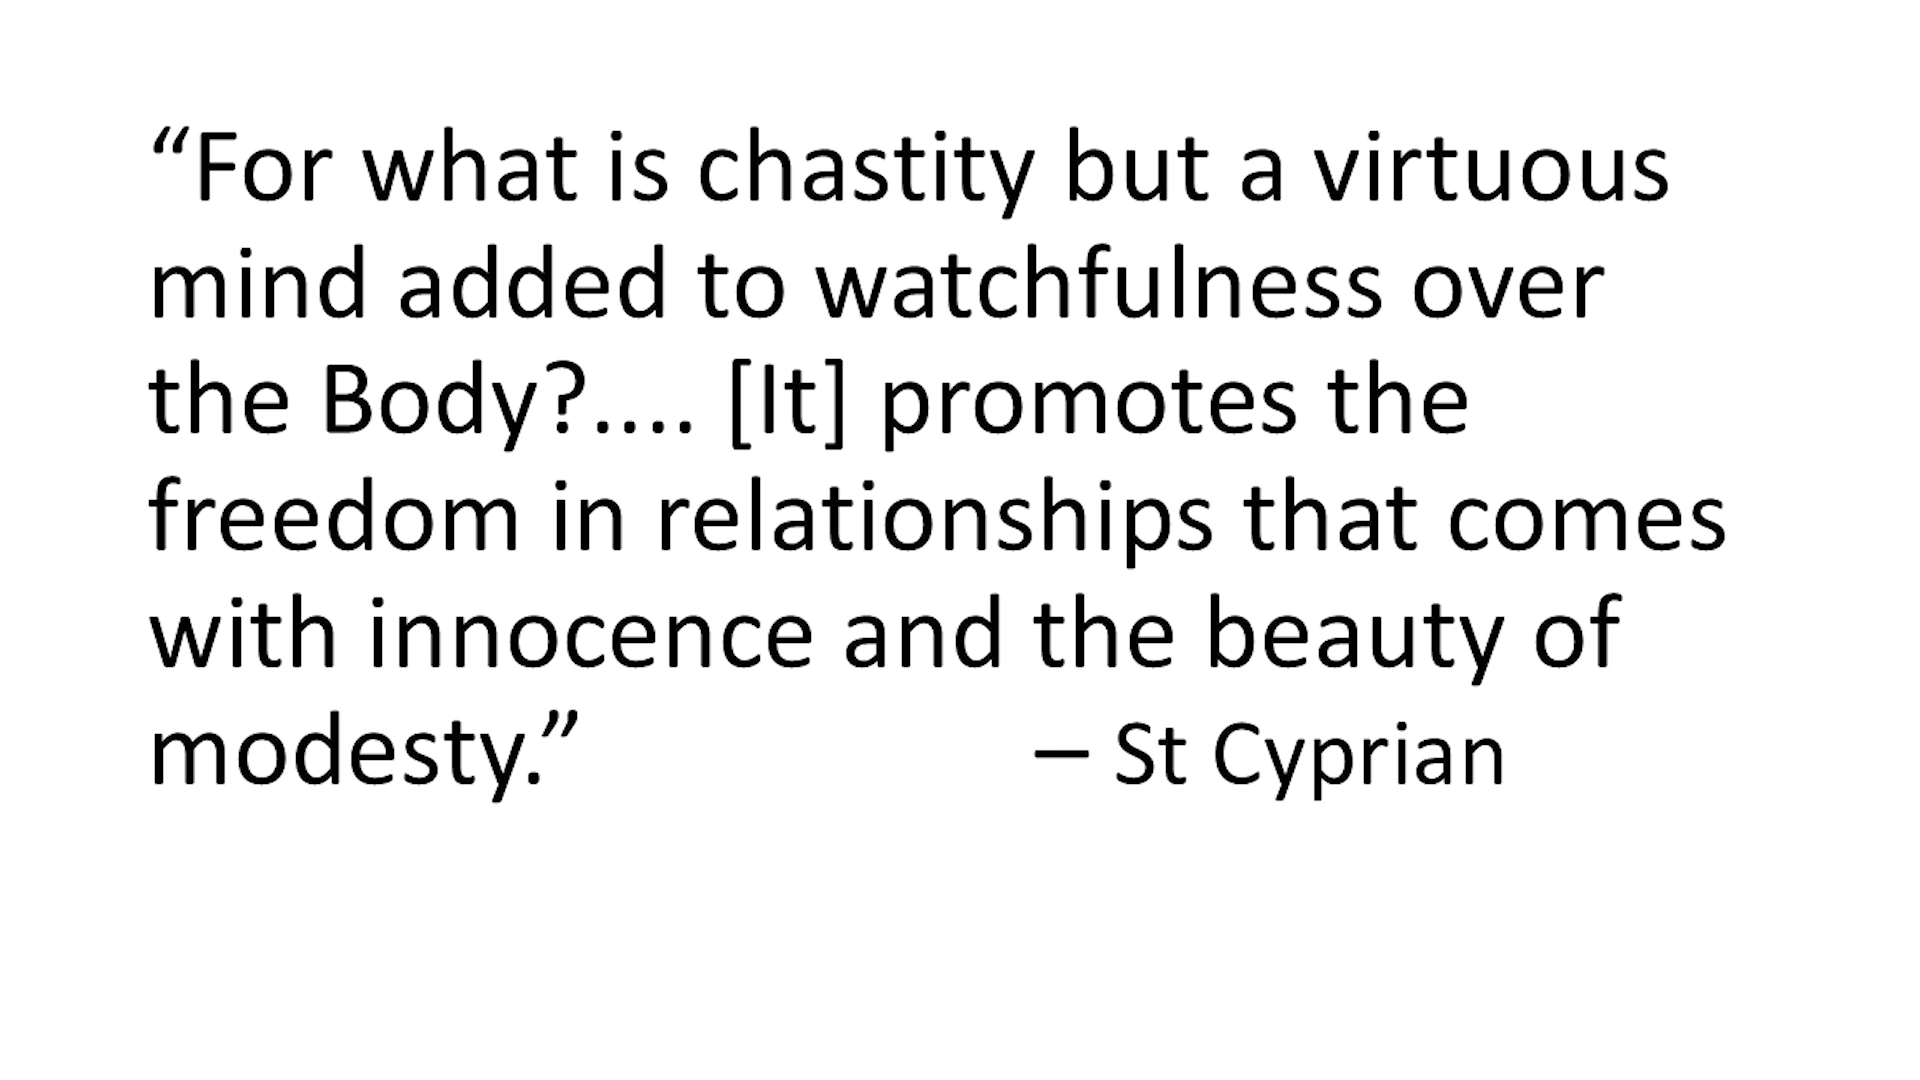 “For what is chastity but a virtuous
mind added to watchfulness over
the Body?.... [It] promotes the
freedom in relationships that comes
with innocence and the beauty of
modesty.” – St Cyprian